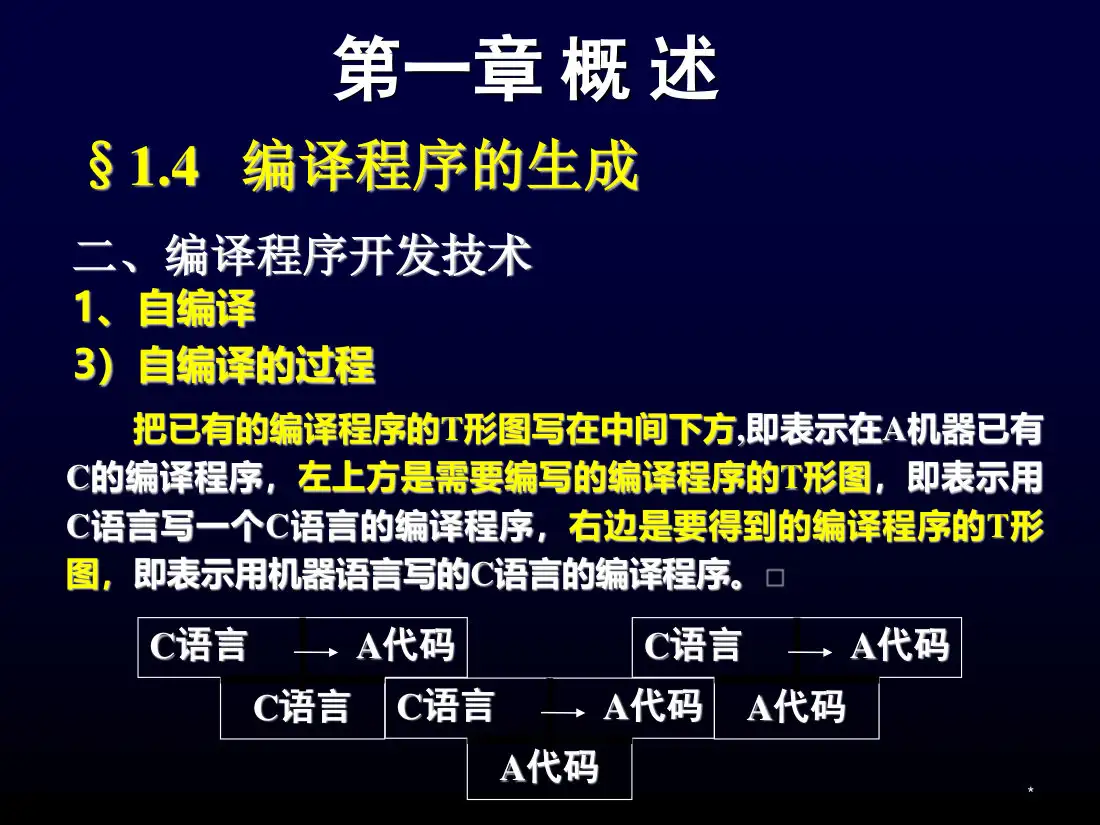 第一章 概 述
§1.4 编译程序的生成
二、编译程序开发技术
1、自编译
3）自编译的过程
把已有的编译程序的T形图写在中间下方,即表示在A机器已有
C的编译程序，左上方是需要编写的编译程序的T形图，即表示用
C语言写一个C语言的编译程序，右边是要得到的编译程序的T形
图，即表示用机器语言写的C语言的编译程序。□
C语言 → A代码 C语言 → A代码
C语言 C语言 → A代码 A代码
A代码
*